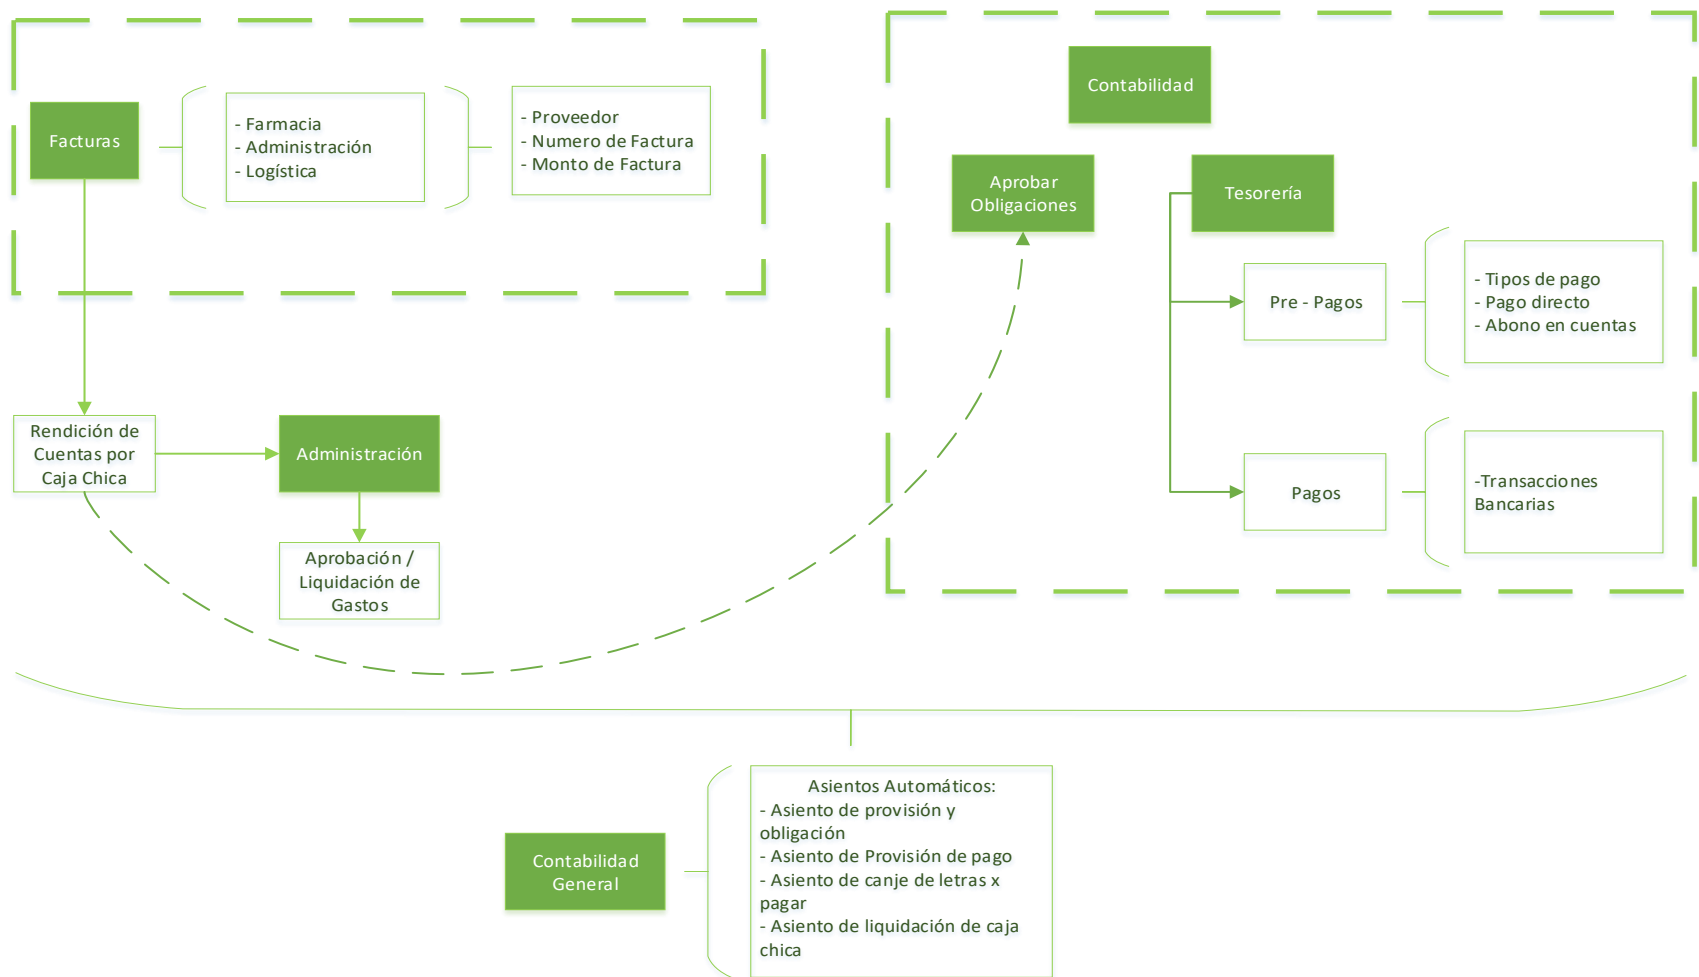 Facturas
- Farmacia
- Administración
- Logística
- Proveedor
- Numero de Factura
- Monto de Factura
Contabilidad
Aprobar
Obligaciones
Tesorería
Pre - Pagos
- Tipos de pago
- Pago directo
- Abono en cuentas
Rendición de
Cuentas por
Caja Chica
Administración
Aprobación /
Liquidación de
Gastos
Pagos
-Transacciones
Bancarias
Contabilidad
General
Asientos Automáticos:
- Asiento de provisión y
obligación
- Asiento de Provisión de pago
- Asiento de canje de letras x
pagar
- Asiento de liquidación de caja
chica